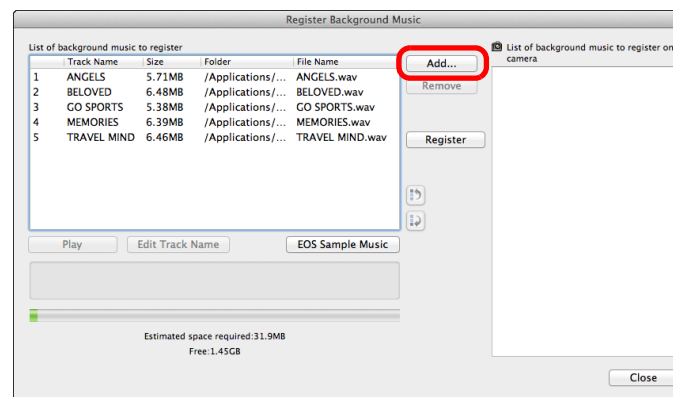 Register Background Music
List of background music to register
Track Name Size Folder File Name
1 ANGELS 5.71MB /Applications/... ANGELS.wav
2 BELOVED 6.48MB /Applications/... BELOVED.wav
3 GO SPORTS 5.38MB /Applications/... GO SPORTS.wav
4 MEMORIES 6.39MB /Applications/... MEMORIES.wav
5 TRAVEL MIND 6.46MB /Applications/... TRAVEL MIND.wav
Add...
Remove
Register
Play Edit Track Name EOS Sample Music
Estimated space required:31.9MB
Free:1.45GB
List of background music to register on
camera
Close